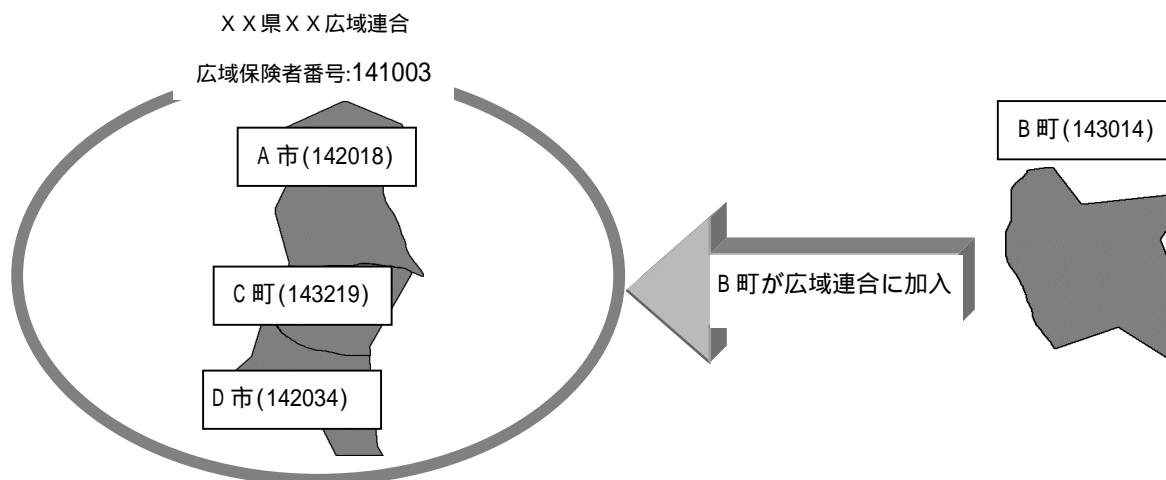 ＸＸ県ＸＸ広域連合
広域保険者番号:141003
A市(142018)
C町(143219)
D市(142034)
B町が広域連合に加入
B町(143014)